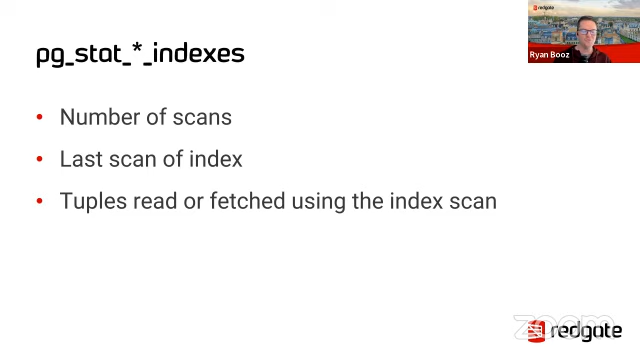 pg_stat_*_indexes
redgate
Ryan Booz
• Number of scans
• Last scan of index
• Tuples read or fetched using the index scan
zoom
redgate